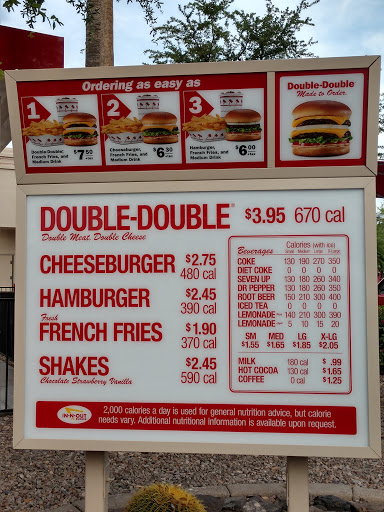 Ordering as easy as
1
Double-Double,
French Fries, and
Medium Drink
$7.50
2
Cheeseburger,
French Fries, and
Medium Drink
$6.30
3
Hamburger,
French Fries, and
Medium Drink
$6.00
Double-Double
Made to Order
DOUBLE-DOUBLE® $3.95 670 cal
Double Meat Double Cheese
CHEESEBURGER $2.75
480 cal
HAMBURGER $2.45
390 cal
Fresh
FRENCH FRIES $1.90
370 cal
SHAKES $2.45
Chocolate Strawberry Vanilla 590 cal
Calories (with ice)
Beverages Small Medium Large X-Large
COKE 130 190 270 350
DIET COKE 0 0 0 0
SEVEN UP 130 180 260 340
DR PEPPER 130 180 260 350
ROOT BEER 150 210 300 400
ICED TEA 0 0 0 0
LEMONADE 140 210 300 390
LEMONADE 5 10 15 20
SM MED LG X-LG
$1.55 $1.65 $1.85 $2.05
MILK 180 cal $ .99
HOT COCOA 130 cal $1.65
COFFEE 0 cal $1.25
IN-N-OUT
2,000 calories a day is used for general nutrition advice, but calorie
needs vary. Additional nutritional information is available upon request.